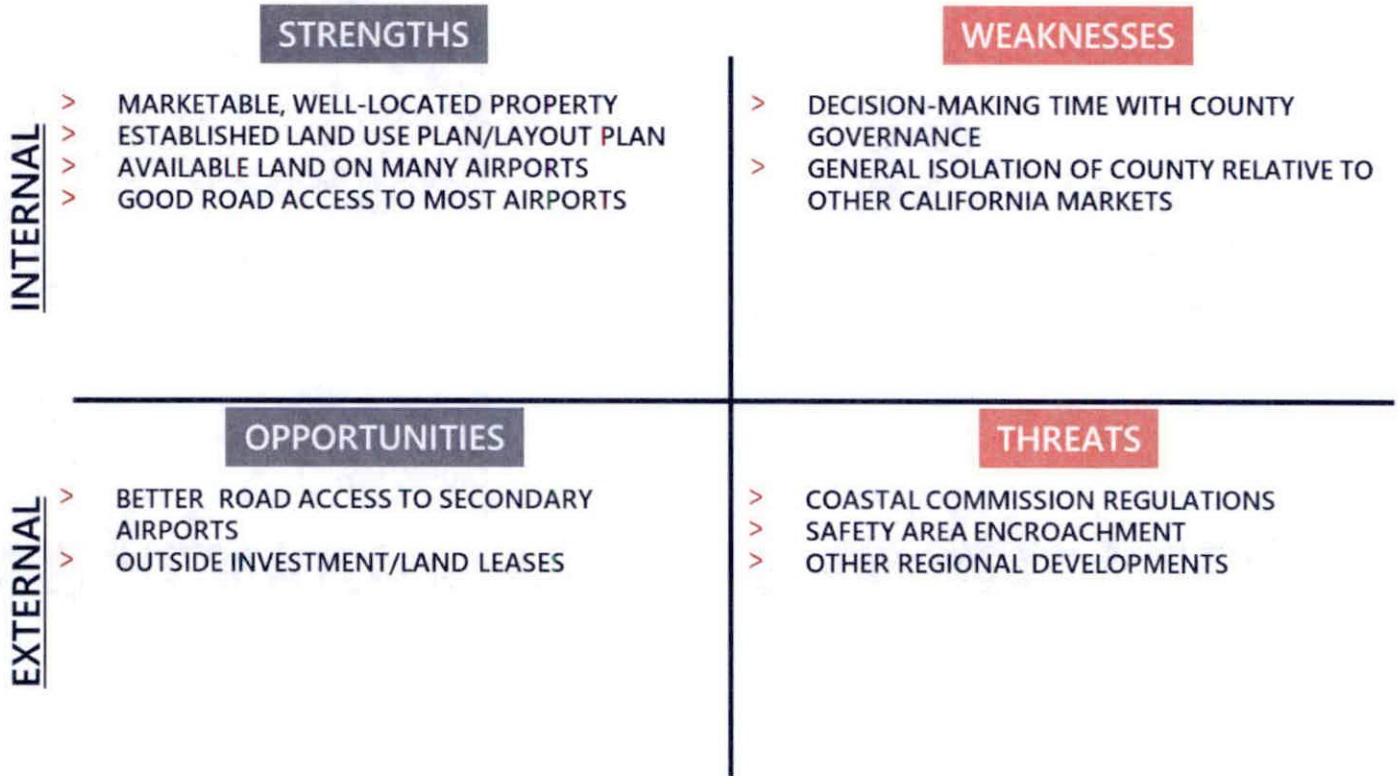 STRENGTHS
WEAKNESSES
INTERNAL
> MARKETABLE, WELL-LOCATED PROPERTY
> ESTABLISHED LAND USE PLAN/LAYOUT PLAN
> AVAILABLE LAND ON MANY AIRPORTS
> GOOD ROAD ACCESS TO MOST AIRPORTS
> DECISION-MAKING TIME WITH COUNTY
GOVERNANCE
> GENERAL ISOLATION OF COUNTY RELATIVE TO
OTHER CALIFORNIA MARKETS
OPPORTUNITIES
THREATS
EXTERNAL
> BETTER ROAD ACCESS TO SECONDARY
AIRPORTS
> OUTSIDE INVESTMENT/LAND LEASES
> COASTAL COMMISSION REGULATIONS
> SAFETY AREA ENCROACHMENT
> OTHER REGIONAL DEVELOPMENTS